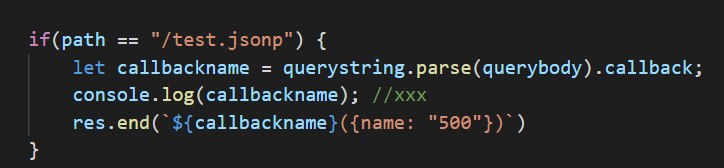 if(path == "/test.jsonp") {
    let callbackname = querystring.parse(querybody).callback;
    console.log(callbackname); //xxx
    res.end(`${callbackname}({name: "500"})`)
}